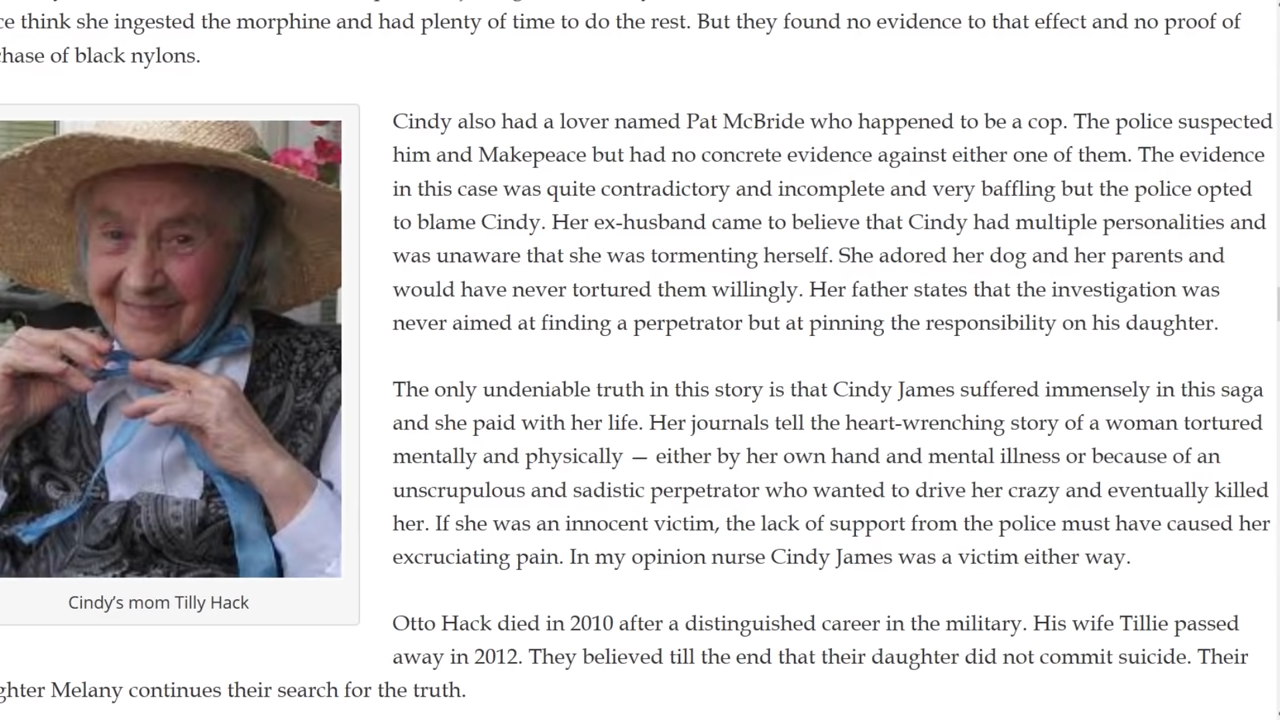 think she ingested the morphine and had plenty of time to do the rest. But they found no evidence to that effect and no proof of
of black nylons.
Cindy also had a lover named Pat McBride who happened to be a cop. The police suspected
him and Makepeace but had no concrete evidence against either one of them. The evidence
in this case was quite contradictory and incomplete and very baffling but the police opted
to blame Cindy. Her ex-husband came to believe that Cindy had multiple personalities and
was unaware that she was tormenting herself. She adored her dog and her parents and
would have never tortured them willingly. Her father states that the investigation was
never aimed at finding a perpetrator but at pinning the responsibility on his daughter.
The only undeniable truth in this story is that Cindy James suffered immensely in this saga
and she paid with her life. Her journals tell the heart-wrenching story of a woman tortured
mentally and physically — either by her own hand and mental illness or because of an
unscrupulous and sadistic perpetrator who wanted to drive her crazy and eventually killed
her. If she was an innocent victim, the lack of support from the police must have caused her
excruciating pain. In my opinion nurse Cindy James was a victim either way.
Cindy's mom Tilly Hack
Otto Hack died in 2010 after a distinguished career in the military. His wife Tillie passed
away in 2012. They believed till the end that their daughter did not commit suicide. Their
Melany continues their search for the truth.